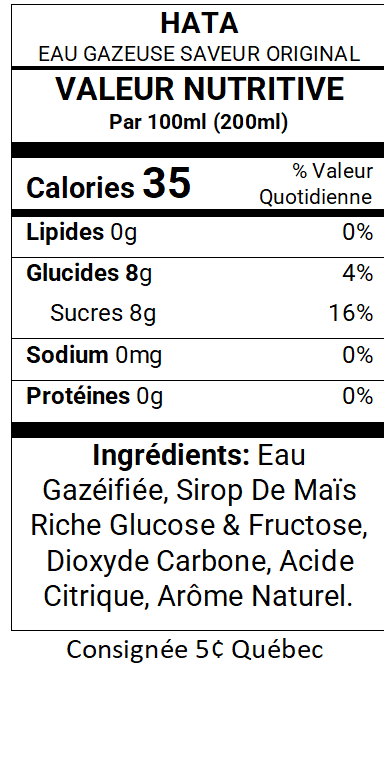 HATA
EAU GAZEUSE SAVEUR ORIGINAL
VALEUR NUTRITIVE
Par 100ml (200ml)
Calories 35
% Valeur
Quotidienne
Lipides 0g 0%
Glucides 8g 4%
Sucres 8g 16%
Sodium 0mg 0%
Protéines 0g 0%
Ingrédients: Eau
Gazéifiée, Sirop De Maïs
Riche Glucose & Fructose,
Dioxyde Carbone, Acide
Citrique, Arôme Naturel.
Consignée 5¢ Québec